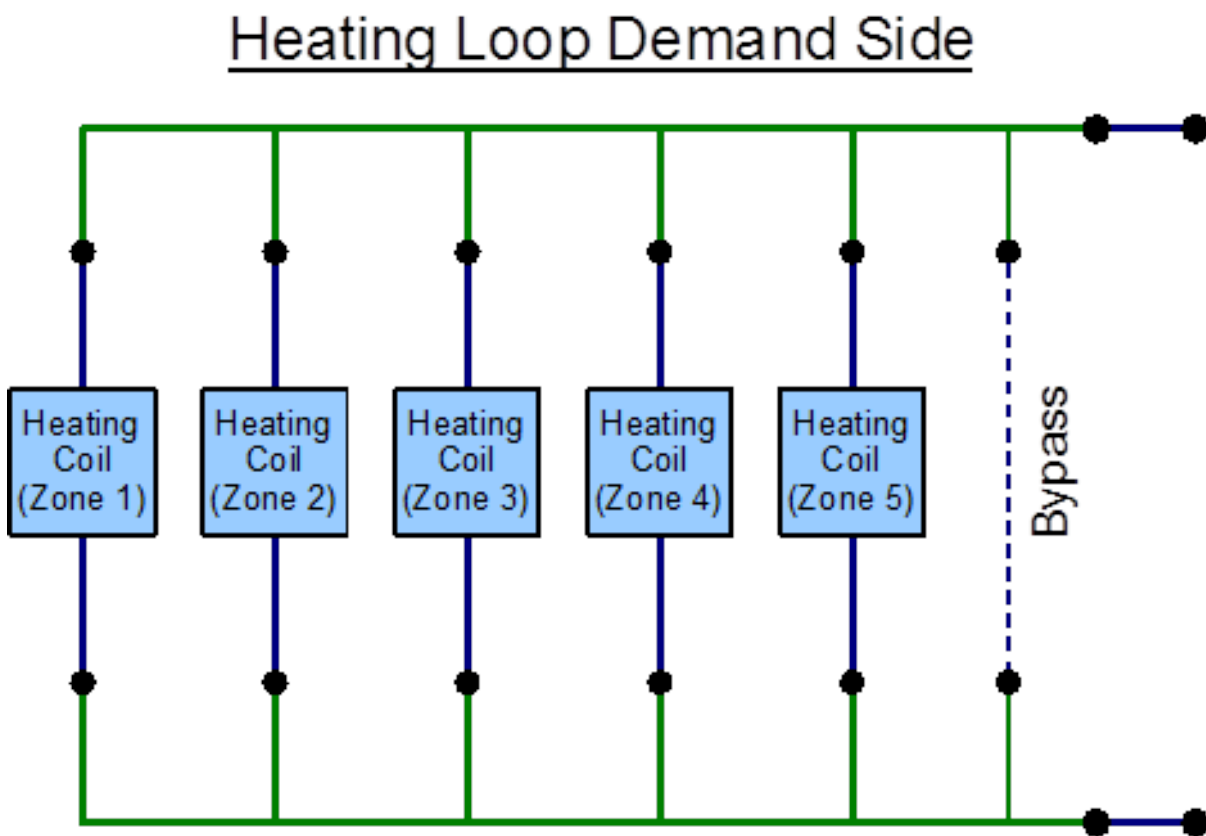 Heating Loop Demand Side
Heating
Coil
(Zone 1)
Heating
Coil
(Zone 2)
Heating
Coil
(Zone 3)
Heating
Coil
(Zone 4)
Heating
Coil
(Zone 5)
Bypass